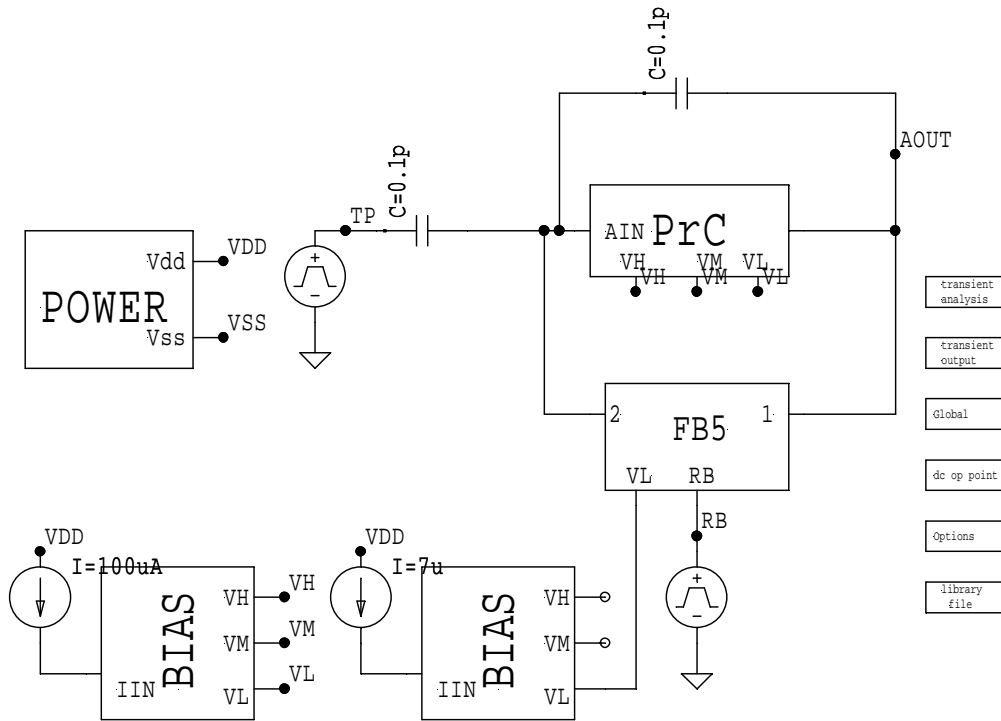 C=0.1p
AOUT
C=0.1p
TP
AIN
PrC
VH
VM
VL
VH
VM
VL
Vdd
VDD
POWER
Vss
VSS
transient
analysis
transient
output
Global
dc op point
Options
library
file
2
FB5
1
VL
RB
RB
VDD
I=100uA
VH
VH
VM
VM
VL
VL
IIN
BIAS
VDD
I=7u
VH
VM
VL
IIN
BIAS